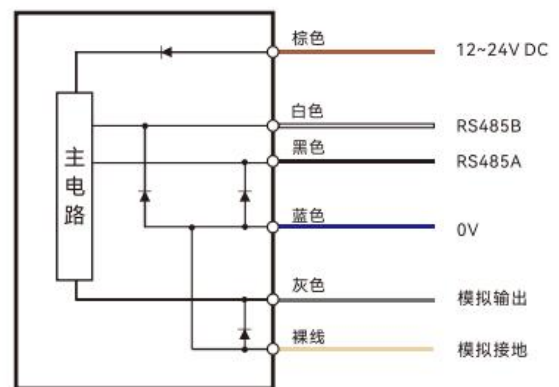 棕色 12~24V DC
白色 RS485B
主电路
黑色 RS485A
蓝色 0V
灰色 模拟输出
裸线 模拟接地